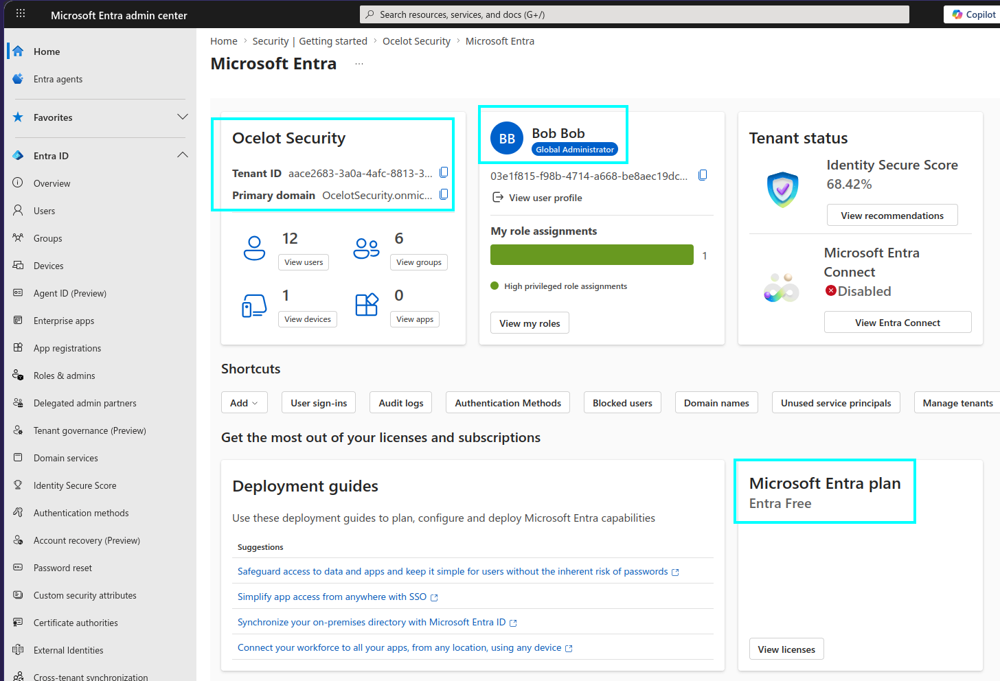 Microsoft Entra admin center
Search resources, services, and docs (G+/)
Copilot
Home
Entra agents
Favorites
Entra ID
Overview
Users
Groups
Devices
Agent ID (Preview)
Enterprise apps
App registrations
Roles & admins
Delegated admin partners
Tenant governance (Preview)
Domain services
Identity Secure Score
Authentication methods
Account recovery (Preview)
Password reset
Custom security attributes
Certificate authorities
External Identities
Cross-tenant synchronization
Home > Security | Getting started > Ocelot Security > Microsoft Entra
Microsoft Entra ...
Ocelot Security
Tenant ID aace2683-3a0a-4afc-8813-3...
Primary domain OcelotSecurity.onmic...
12
View users
6
View groups
1
View devices
0
View apps
BB
Bob Bob
Global Administrator
03e1f815-f98b-4714-a668-be8aec19dc...
View user profile
My role assignments
1
High privileged role assignments
View my roles
Tenant status
Identity Secure Score
68.42%
View recommendations
Microsoft Entra
Connect
Disabled
View Entra Connect
Shortcuts
Add
User sign-ins
Audit logs
Authentication Methods
Blocked users
Domain names
Unused service principals
Manage tenants
Get the most out of your licenses and subscriptions
Deployment guides
Use these deployment guides to plan, configure and deploy Microsoft Entra capabilities
Suggestions
Safeguard access to data and apps and keep it simple for users without the inherent risk of passwords
Simplify app access from anywhere with SSO
Synchronize your on-premises directory with Microsoft Entra ID
Connect your workforce to all your apps, from any location, using any device
Microsoft Entra plan
Entra Free
View licenses